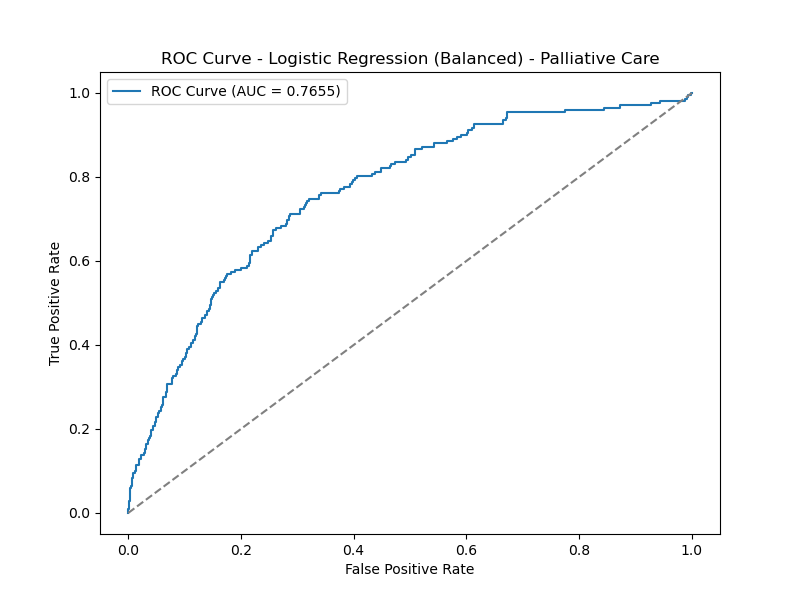 ROC Curve - Logistic Regression (Balanced) - Palliative Care
ROC Curve (AUC = 0.7655)
True Positive Rate
1.0
0.8
0.6
0.4
0.2
0.0
0.0 0.2 0.4 0.6 0.8 1.0
False Positive Rate